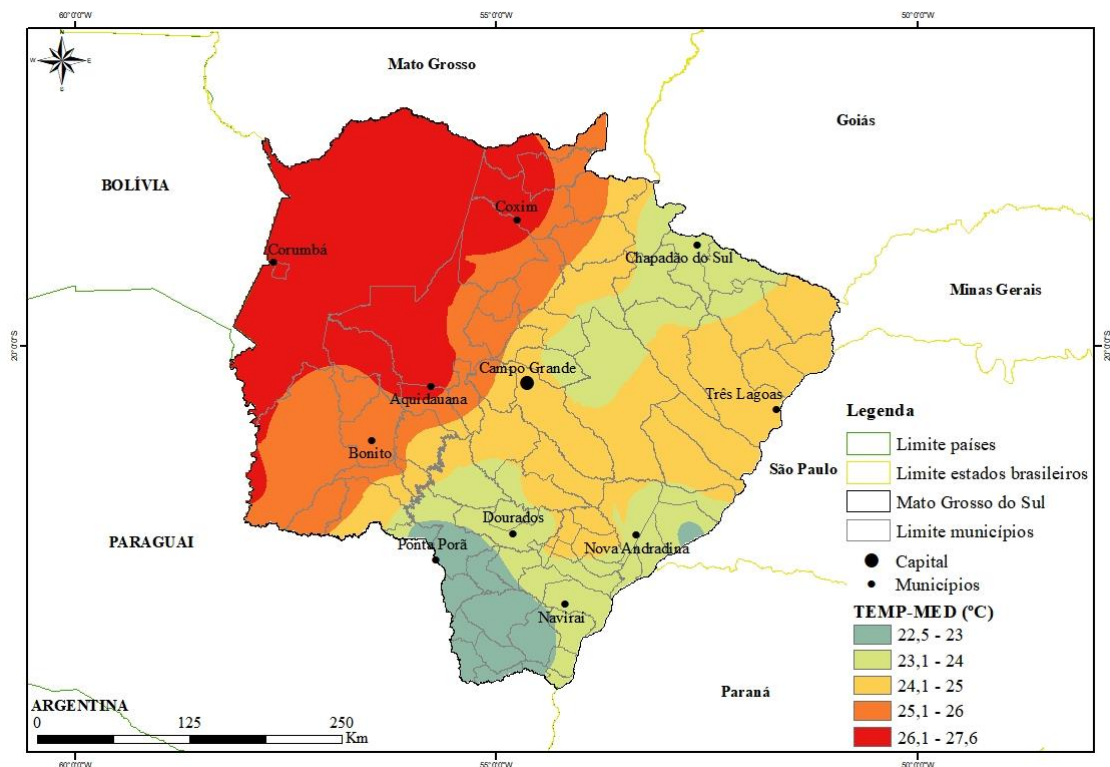 60°0'0"W
55°0'0"W
50°0'0"W
N
W
E
S
Mato Grosso
Goiás
BOLÍVIA
Coxim
Corumbá
Chapadão do Sul
Minas Gerais
20°0'0"S
20°0'0"S
Campo Grande
Aquidauana
Três Lagoas
Bonito
São Paulo
Dourados
PARAGUAI
Ponta Porã
Nova Andradina
Navirai
Paraná
ARGENTINA
0 125 250
Km
Legenda
Limite países
Limite estados brasileiros
Mato Grosso do Sul
Limite municípios
Capital
Municípios
TEMP-MED (ºC)
22,5 - 23
23,1 - 24
24,1 - 25
25,1 - 26
26,1 - 27,6
60°0'0"W
55°0'0"W
50°0'0"W